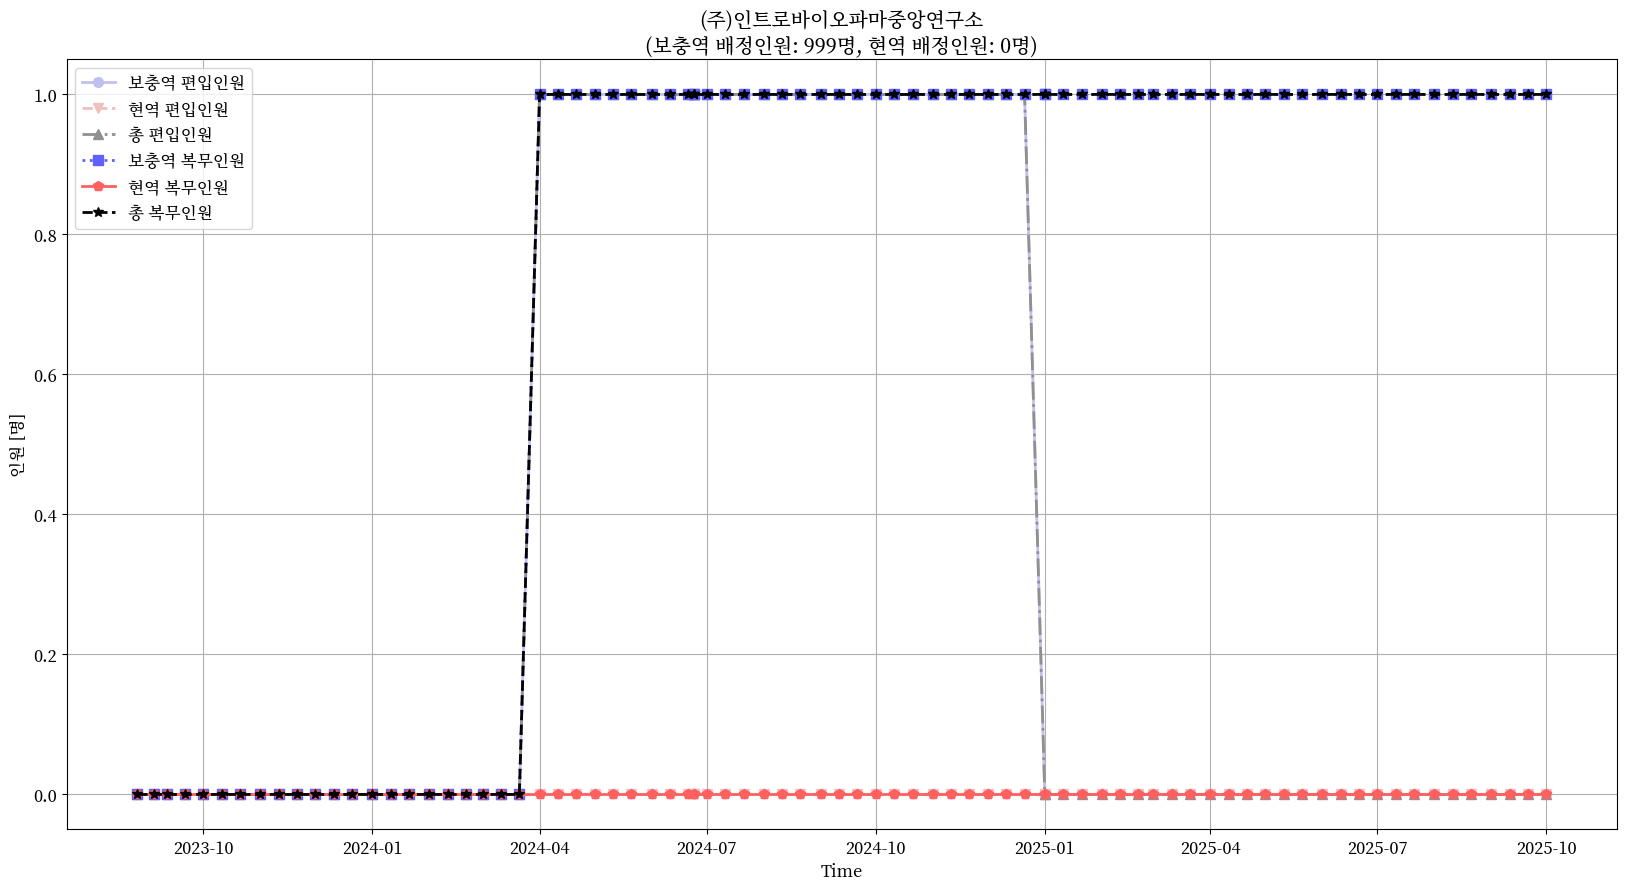 (주)인트로바이오파마중앙연구소
(보충역 배정인원: 999명, 현역 배정인원: 0명)
보충역 편입인원
현역 편입인원
총 편입인원
보충역 복무인원
현역 복무인원
총 복무인원
1.0
0.8
0.6
0.4
0.2
0.0
인원 [명]
2023-10 2024-01 2024-04 2024-07 2024-10 2025-01 2025-04 2025-07 2025-10
Time